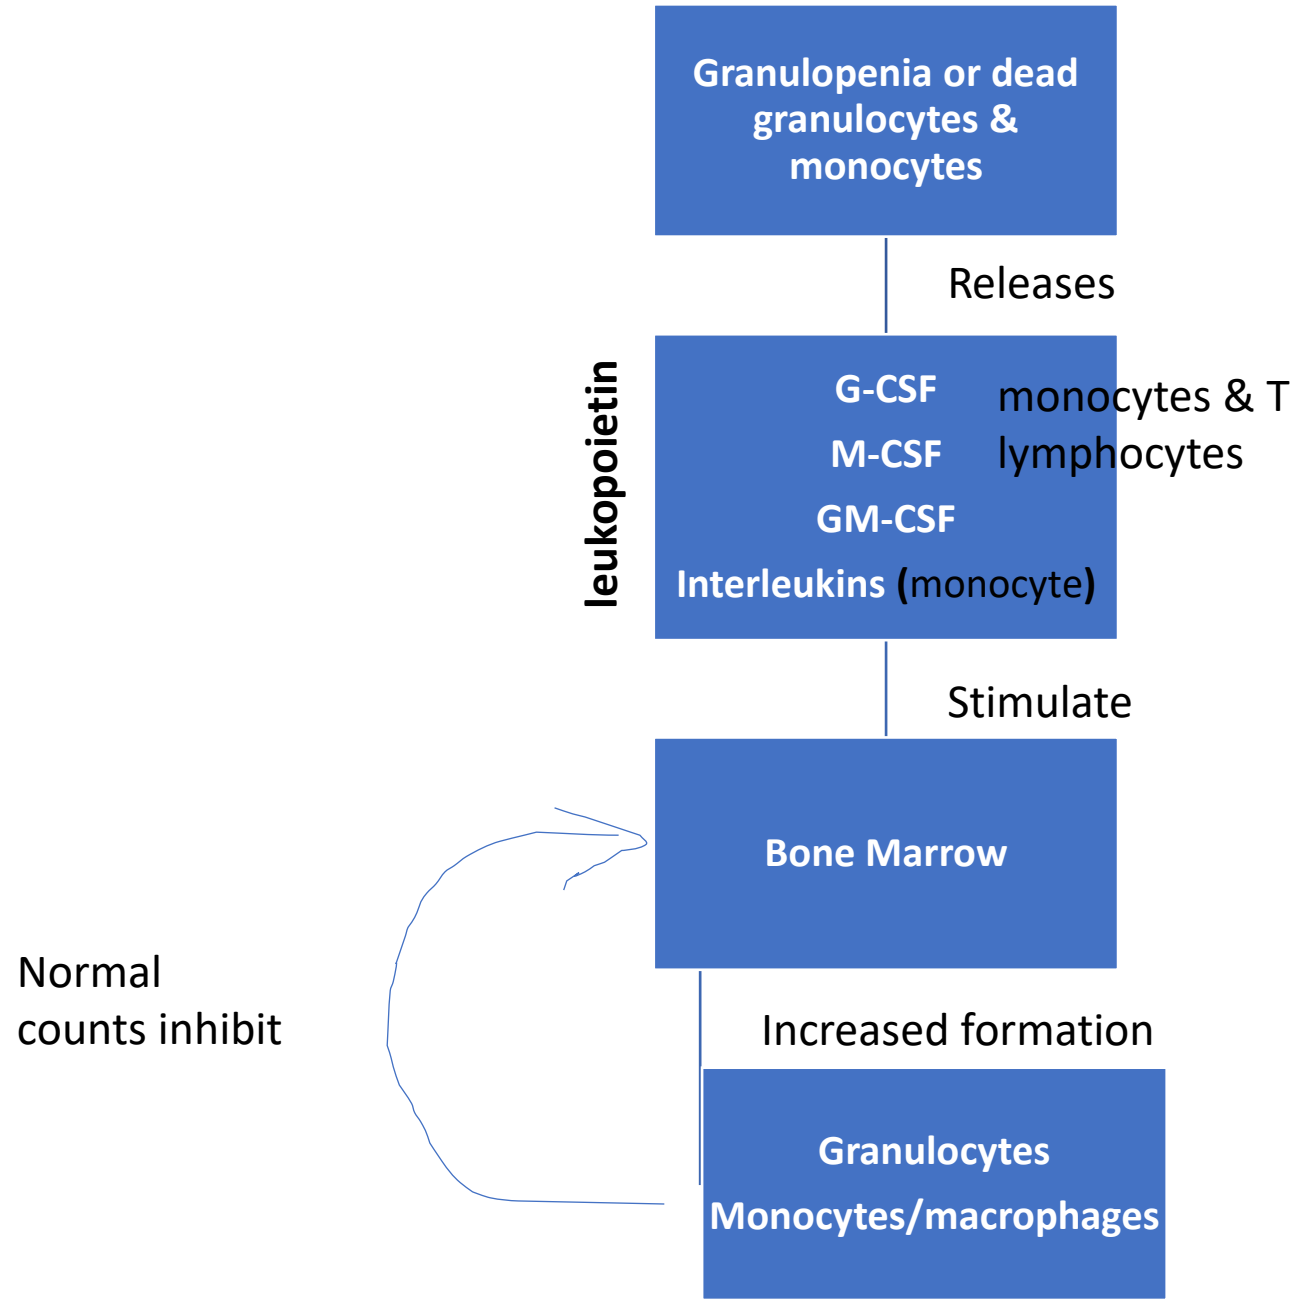 Granulopenia or dead
granulocytes &
monocytes
Releases
leukopoietin
G-CSF
M-CSF
GM-CSF
Interleukins (monocyte)
monocytes & T
lymphocytes
Stimulate
Bone Marrow
Normal
counts inhibit
Increased formation
Granulocytes
Monocytes/macrophages